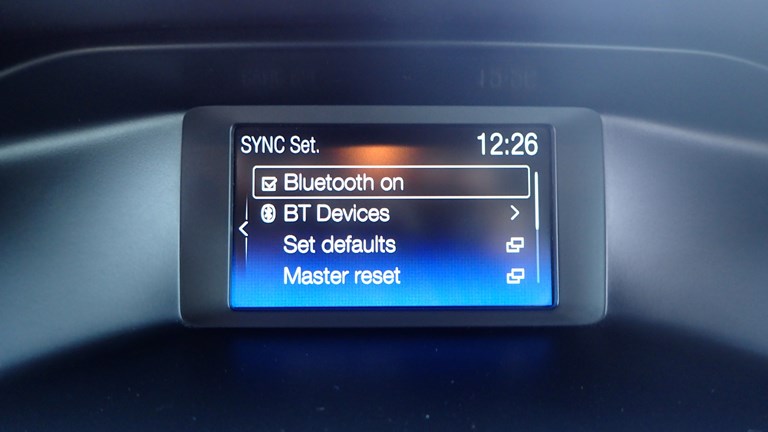 SYNC Set. 12:26
Bluetooth on
BT Devices
Set defaults
Master reset